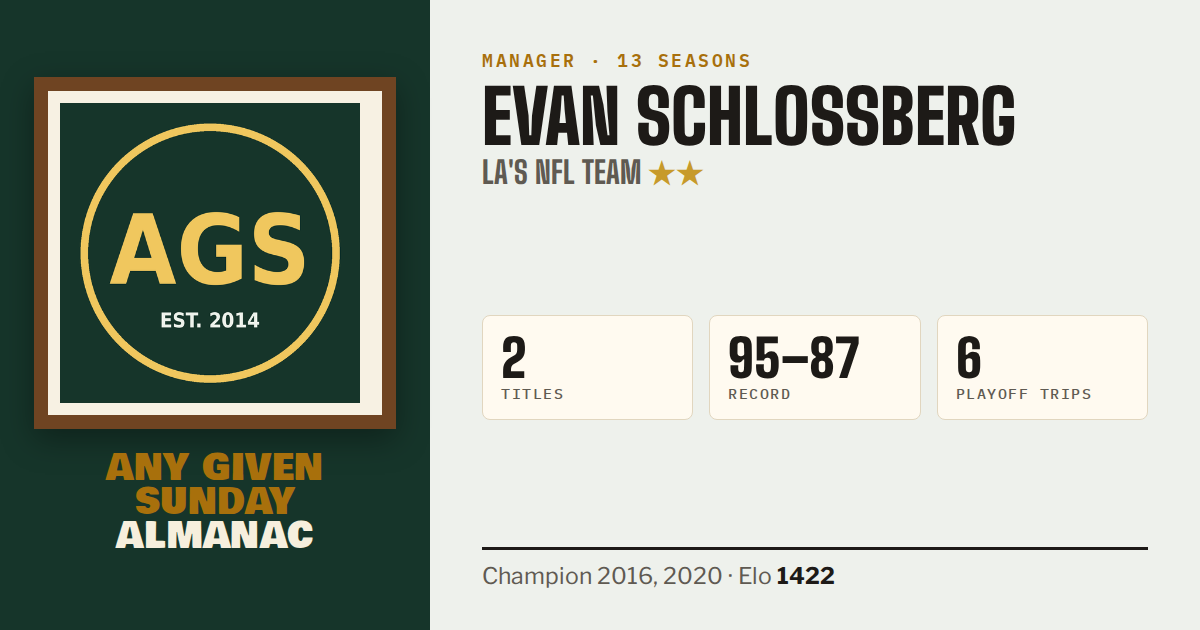 AGS
EST. 2014
ANY GIVEN
SUNDAY
ALMANAC
MANAGER · 13 SEASONS
EVAN SCHLOSSBERG
LA'S NFL TEAM ★★
2
TITLES
95–87
RECORD
6
PLAYOFF TRIPS
Champion 2016, 2020 · Elo 1422